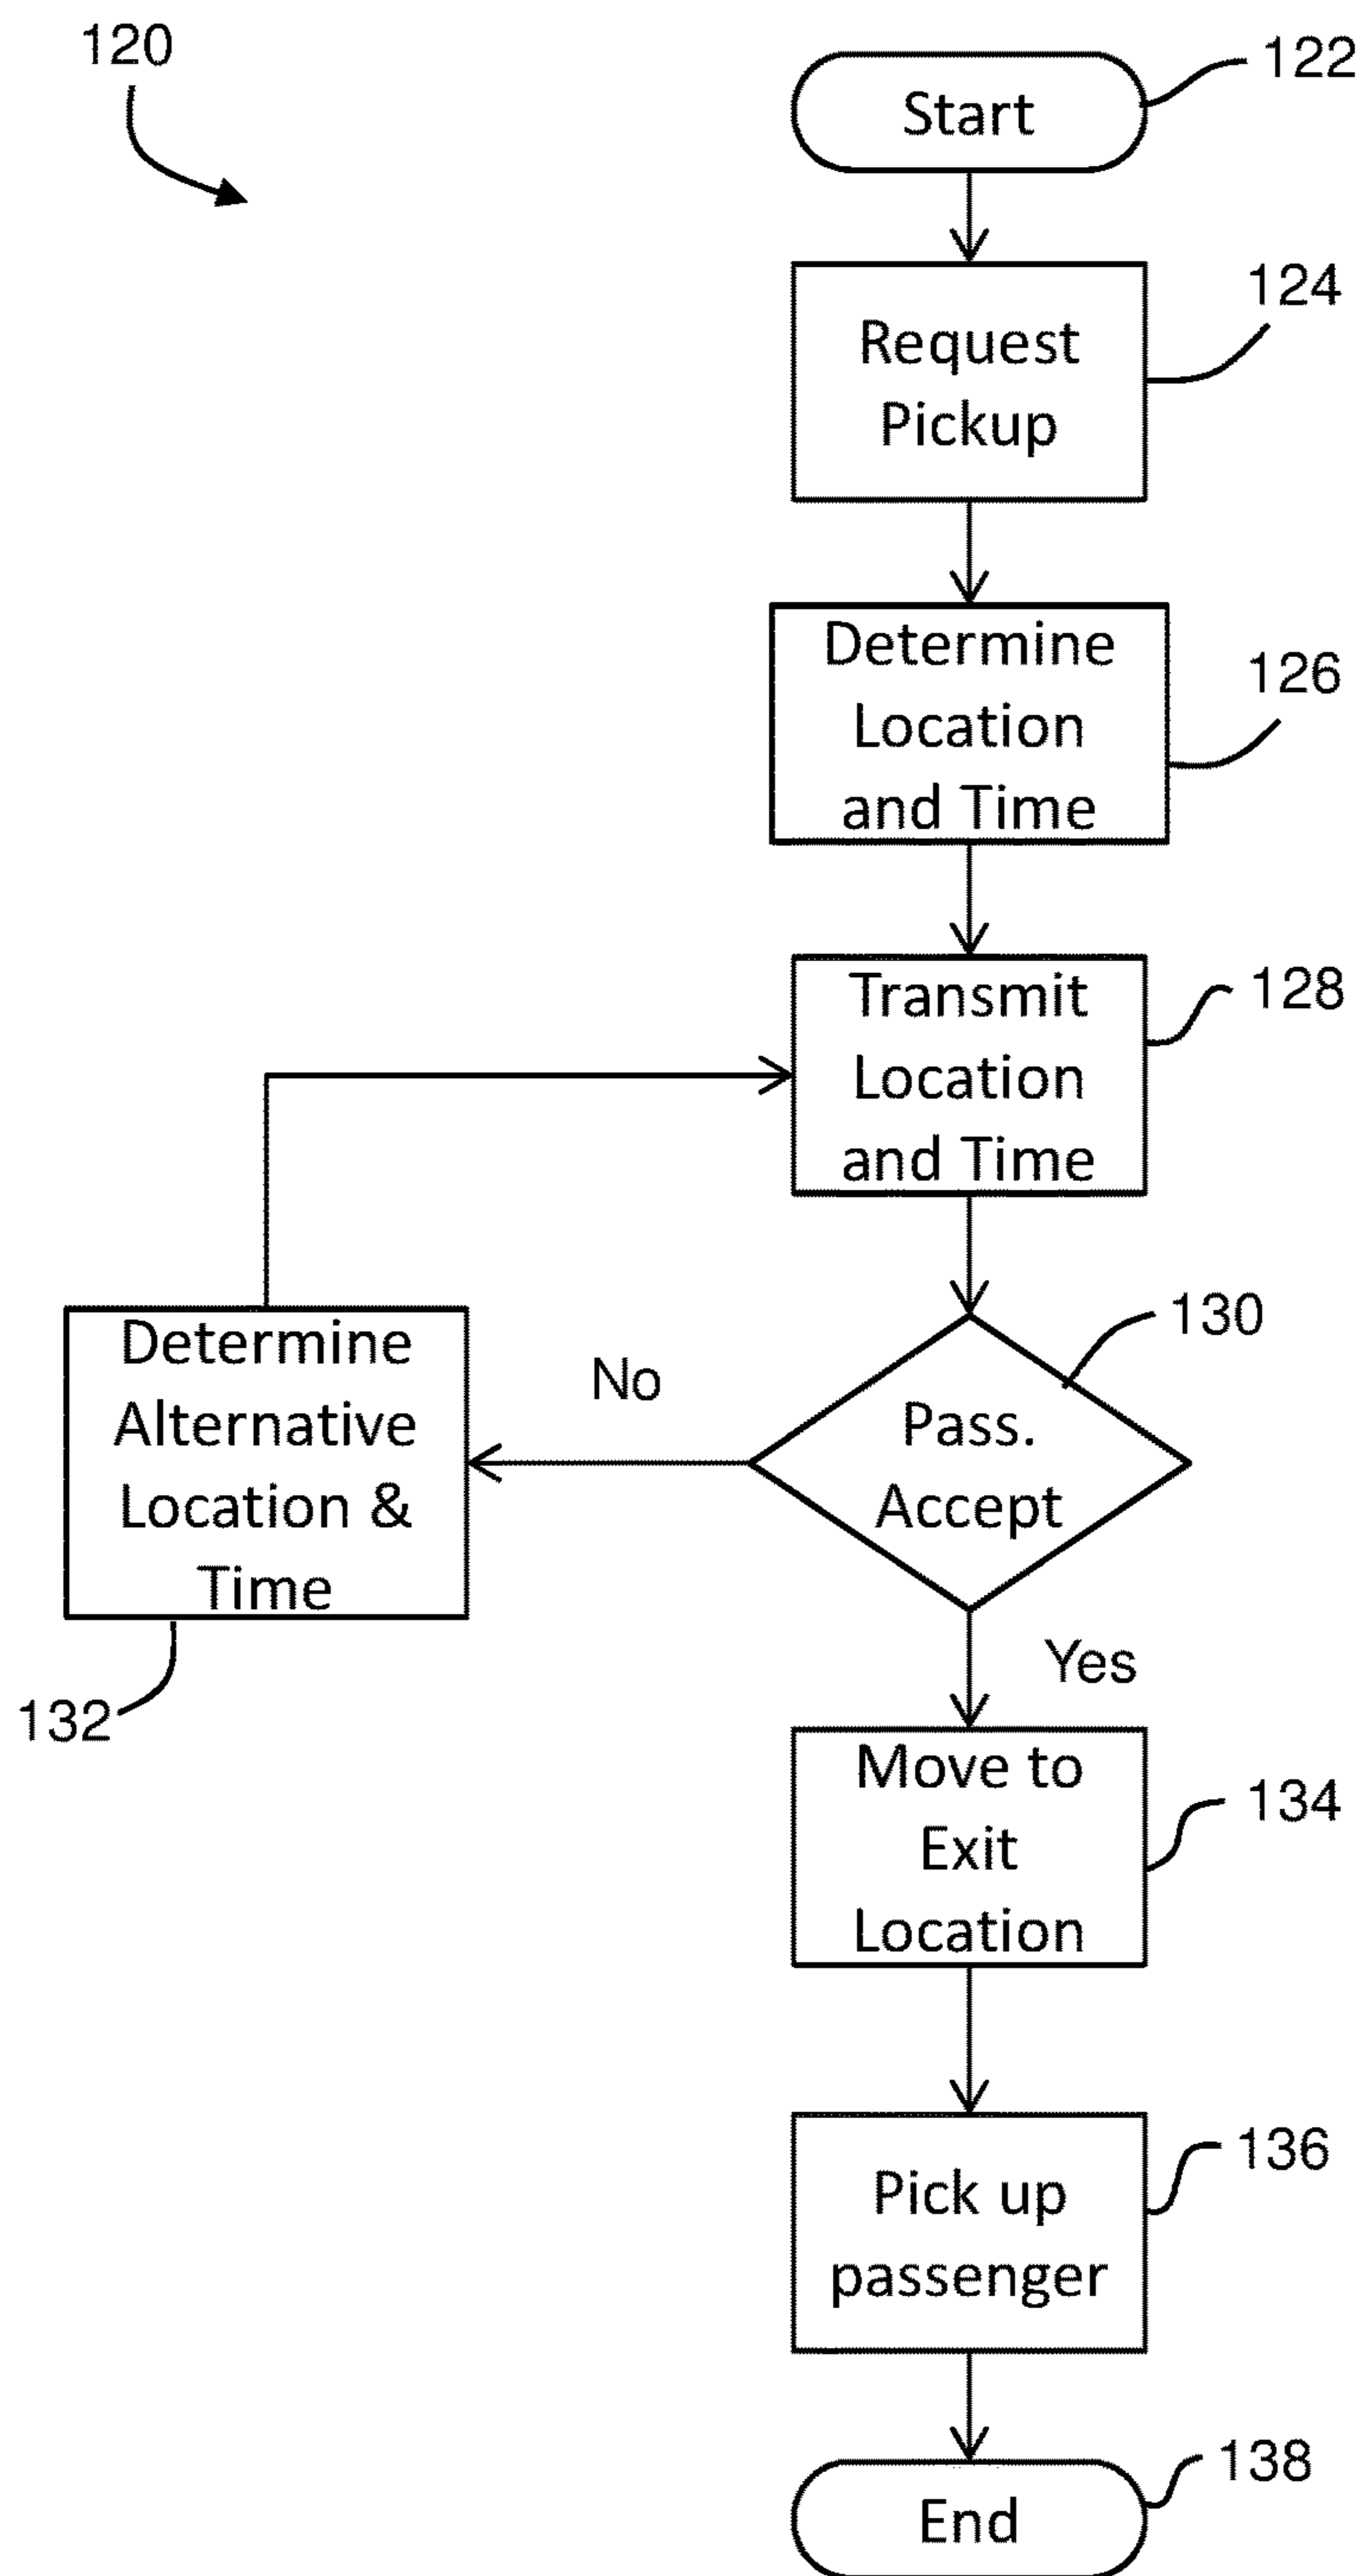 120
Start
122
Request
Pickup
124
Determine
Location
and Time
126
Transmit
Location
and Time
128
Pass.
Accept
130
No
Determine
Alternative
Location &
Time
132
Yes
Move to
Exit
Location
134
Pick up
passenger
136
End
138